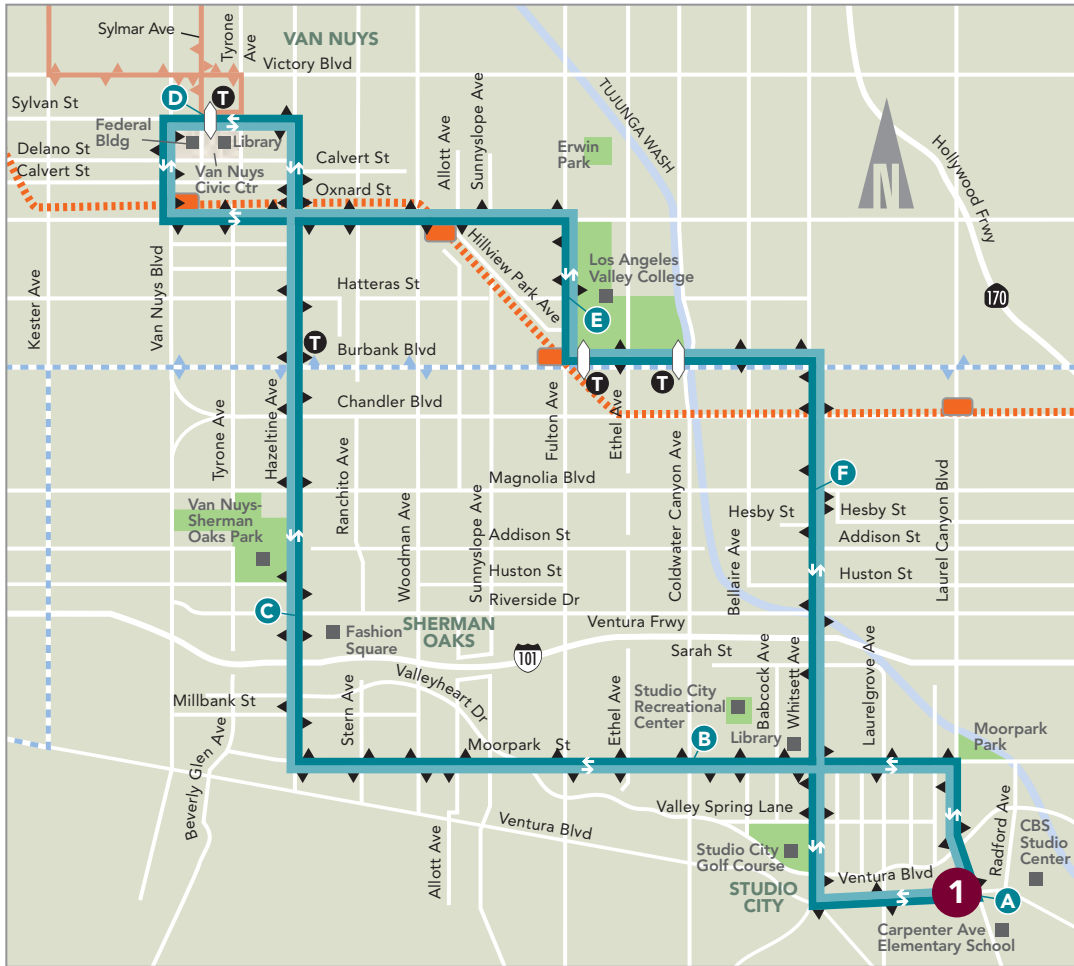 Sylmar Ave
Tyrone
Ave
VAN NUYS
Victory Blvd
Sylvan St
D
T
Federal
Bldg
Library
Delano St
Calvert St
Van Nuys
Civic Ctr
Calvert St
Oxnard St
Allott Ave
Sunnyslope Ave
TUJUNGA WASH
Erwin
Park
N
Hollywood Frwy
170
Kester Ave
Van Nuys Blvd
Hatteras St
Hillview Park Ave
Los Angeles
Valley College
E
T
Burbank Blvd
T
T
Hazeltine Ave
Chandler Blvd
Tyrone Ave
Ranchito Ave
Fulton Ave
Ethel Ave
Magnolia Blvd
F
Coldwater Canyon Ave
Laurel Canyon Blvd
Van Nuys-
Sherman
Oaks Park
Woodman Ave
Sunnyslope Ave
Addison St
Hesby St
Hesby St
Addison St
Bellaire Ave
Huston St
Huston St
Riverside Dr
C
Fashion
Square
SHERMAN
OAKS
Ventura Frwy
101
Sarah St
Valleyheart Dr
Millbank St
Stern Ave
Beverly Glen Ave
Ethel Ave
Studio City
Recreational
Center
Babcock Ave
Whitsett Ave
Laurelgrove Ave
Library
Moorpark
Park
Moorpark St
B
Valley Spring Lane
Ventura Blvd
Allott Ave
Studio City
Golf Course
Radford Ave
CBS
Studio
Center
Ventura Blvd
STUDIO
CITY
1
A
Carpenter Ave
Elementary School